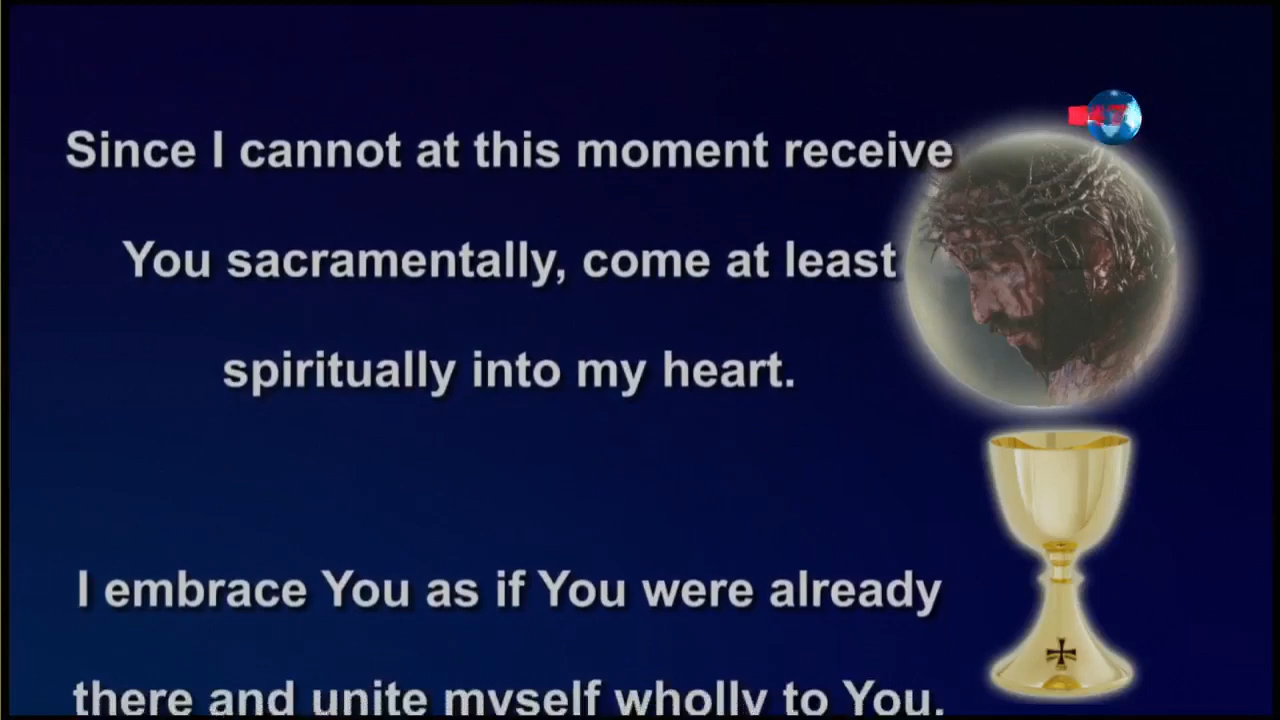 Since I cannot at this moment receive
You sacramentally, come at least
spiritually into my heart.
I embrace You as if You were already
there and unite myself wholly to You.